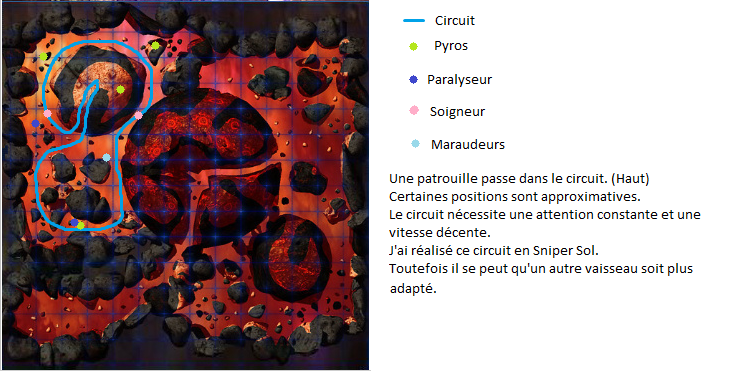 Circuit
Pyros
Paralyseur
Soigneur
Maraudeurs
Une patrouille passe dans le circuit. (Haut)
Certaines positions sont approximatives.
Le circuit nécessite une attention constante et une
vitesse décente.
J'ai réalisé ce circuit en Sniper Sol.
Toutefois il se peut qu'un autre vaisseau soit plus
adapté.